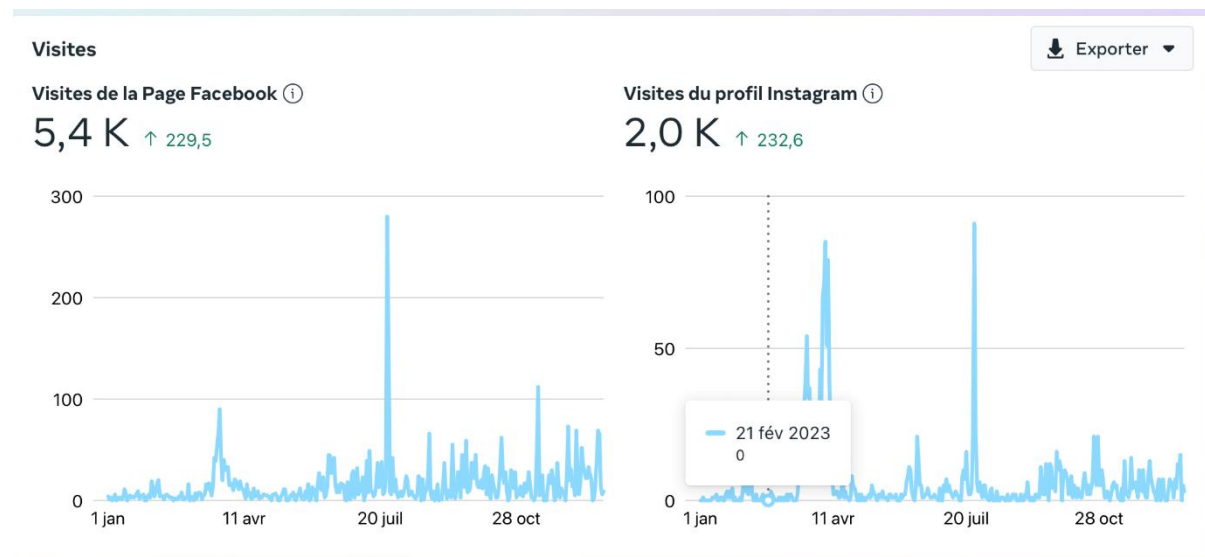 Visites
Exporter
Visites de la Page Facebook
5,4 K ↑ 229,5
300
200
100
0
1 jan 11 avr 20 juil 28 oct
Visites du profil Instagram
2,0 K ↑ 232,6
100
50
0
21 fév 2023
0
1 jan 11 avr 20 juil 28 oct